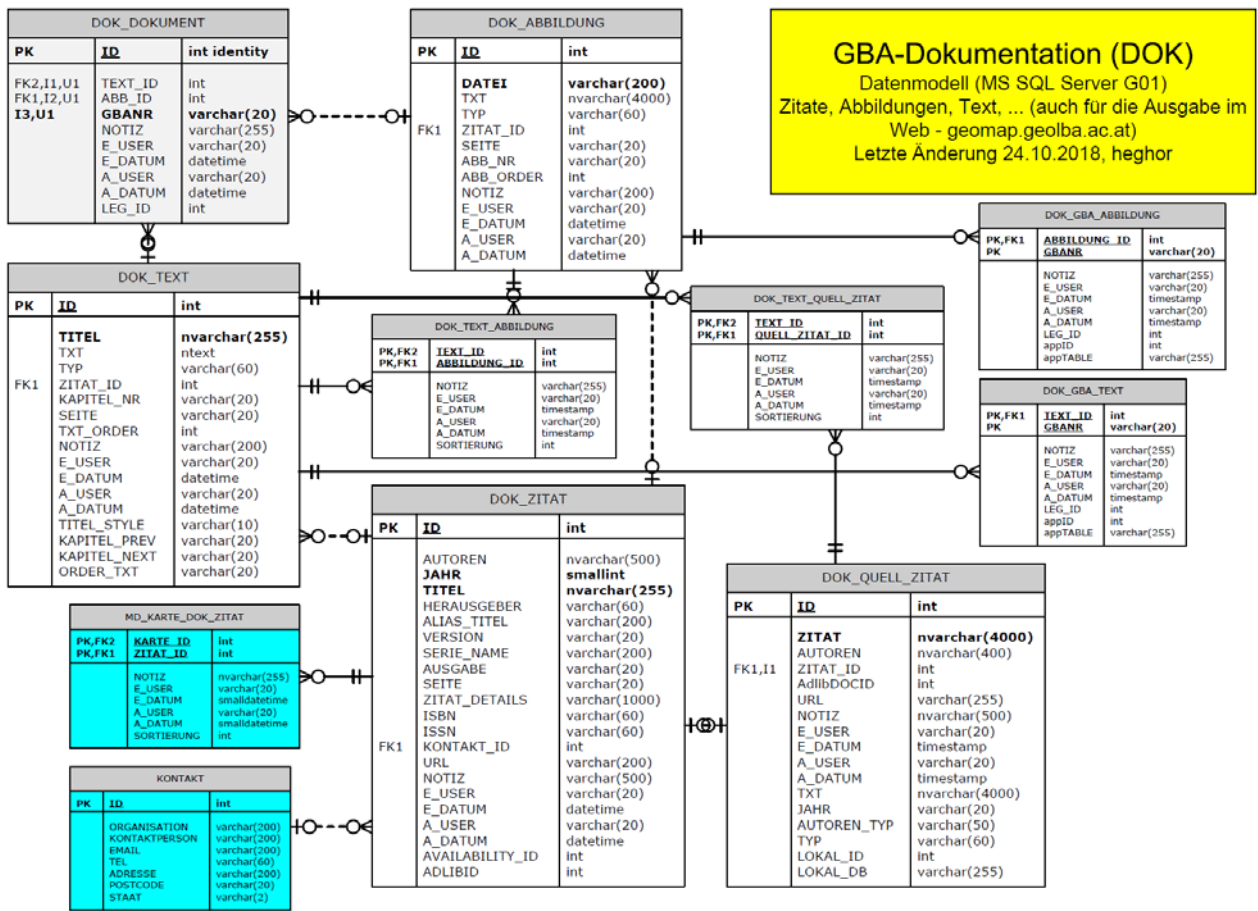 DOK_DOKUMENT
PK ID int identity
FK2,I1,U1 TEXT_ID int
FK1,I2,U1 ABB_ID int
I3,U1 GBANR varchar(20)
NOTIZ varchar(255)
E_USER varchar(20)
E_DATUM datetime
A_USER varchar(20)
A_DATUM datetime
LEG_ID int
DOK_ABBILDUNG
PK ID int
DATEI varchar(200)
TXT nvarchar(4000)
TYP varchar(60)
FK1 ZITAT_ID int
SEITE varchar(20)
ABB_NR varchar(20)
ABB_ORDER int
NOTIZ varchar(200)
E_USER varchar(20)
E_DATUM datetime
A_USER varchar(20)
A_DATUM datetime
GBA-Dokumentation (DOK)
Datenmodell (MS SQL Server G01)
Zitate, Abbildungen, Text, ... (auch für die Ausgabe im
Web - geomap.geolba.ac.at)
Letzte Änderung 24.10.2018, heghor
DOK_GBA_ABBILDUNG
PK,FK1 ABBILDUNG_ID int
PK GBANR varchar(20)
NOTIZ varchar(255)
E_USER varchar(20)
E_DATUM timestamp
A_USER varchar(20)
A_DATUM timestamp
LEG_ID int
appID int
appTABLE varchar(255)
DOK_TEXT
PK ID int
TITEL nvarchar(255)
TXT ntext
TYP varchar(60)
FK1 ZITAT_ID int
KAPITEL_NR varchar(20)
SEITE varchar(20)
TXT_ORDER int
NOTIZ varchar(200)
E_USER varchar(20)
E_DATUM datetime
A_USER varchar(20)
A_DATUM datetime
TITEL_STYLE varchar(10)
KAPITEL_PREV varchar(20)
KAPITEL_NEXT varchar(20)
ORDER_TXT varchar(20)
DOK_TEXT_ABBILDUNG
PK,FK2 TEXT_ID int
PK,FK1 ABBILDUNG_ID int
NOTIZ varchar(255)
E_USER varchar(20)
E_DATUM timestamp
A_USER varchar(20)
A_DATUM timestamp
SORTIERUNG int
DOK_TEXT_QUELL_ZITAT
PK,FK2 TEXT_ID int
PK,FK1 QUELL_ZITAT_ID int
NOTIZ varchar(255)
E_USER varchar(20)
E_DATUM timestamp
A_USER varchar(20)
A_DATUM timestamp
SORTIERUNG int
DOK_GBA_TEXT
PK,FK1 TEXT_ID int
PK GBANR varchar(20)
NOTIZ varchar(255)
E_USER varchar(20)
E_DATUM timestamp
A_USER varchar(20)
A_DATUM timestamp
LEG_ID int
appID int
appTABLE varchar(255)
DOK_ZITAT
PK ID int
AUTOREN nvarchar(500)
JAHR smallint
TITEL nvarchar(255)
HERAUSGEBER varchar(60)
ALIAS_TITEL varchar(200)
VERSION varchar(20)
SERIE_NAME varchar(200)
AUSGABE varchar(20)
SEITE varchar(20)
ZITAT_DETAILS varchar(1000)
ISBN varchar(60)
ISSN varchar(60)
FK1 KONTAKT_ID int
URL varchar(200)
NOTIZ varchar(500)
E_USER varchar(20)
E_DATUM datetime
A_USER varchar(20)
A_DATUM datetime
AVAILABILITY_ID int
ADLIBID int
DOK_QUELL_ZITAT
PK ID int
ZITAT nvarchar(4000)
AUTOREN nvarchar(400)
FK1,I1 ZITAT_ID int
AdlibDOCID int
URL varchar(255)
NOTIZ nvarchar(500)
E_USER varchar(20)
E_DATUM timestamp
A_USER varchar(20)
A_DATUM timestamp
TXT nvarchar(4000)
JAHR varchar(20)
AUTOREN_TYP varchar(50)
TYP varchar(60)
LOKAL_ID int
LOKAL_DB varchar(255)
MD_KARTE_DOK_ZITAT
PK,FK2 KARTE_ID int
PK,FK1 ZITAT_ID int
NOTIZ nvarchar(255)
E_USER varchar(20)
E_DATUM smalldatetime
A_USER varchar(20)
A_DATUM smalldatetime
SORTIERUNG int
KONTAKT
PK ID int
ORGANISATION varchar(200)
KONTAKTPERSON varchar(200)
EMAIL varchar(200)
TEL varchar(60)
ADRESSE varchar(200)
POSTCODE varchar(20)
STAAT varchar(2)